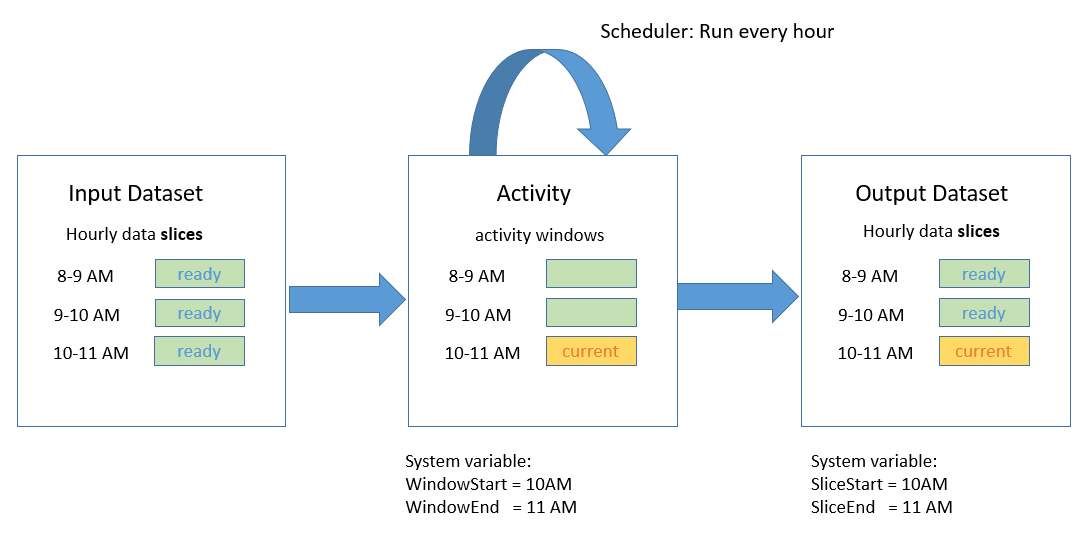 Scheduler: Run every hour
Input Dataset
Hourly data slices
8-9 AM ready
9-10 AM ready
10-11 AM ready
Activity
activity windows
8-9 AM
9-10 AM
10-11 AM current
System variable:
WindowStart = 10AM
WindowEnd = 11 AM
Output Dataset
Hourly data slices
8-9 AM ready
9-10 AM ready
10-11 AM current
System variable:
SliceStart = 10AM
SliceEnd = 11 AM